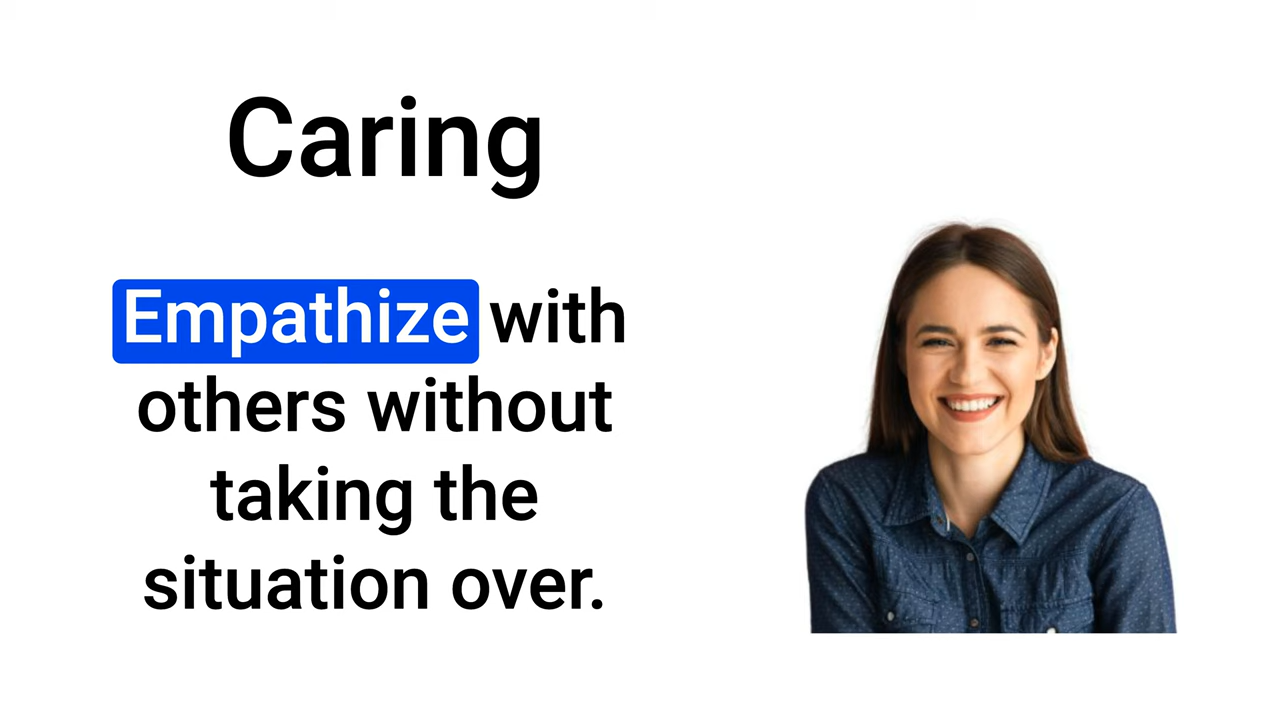 Caring
Empathize with
others without
taking the
situation over.